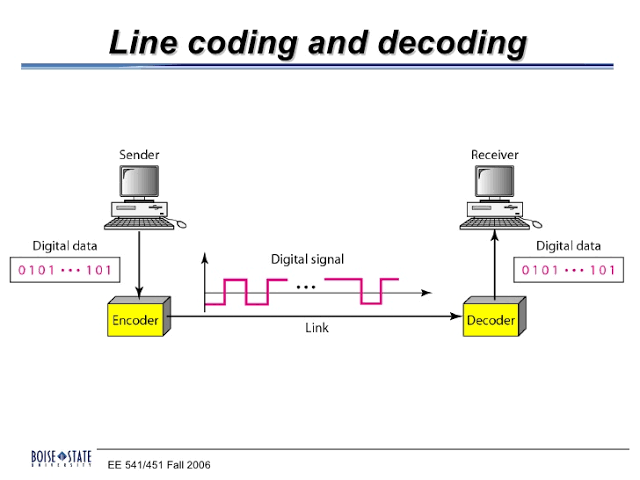 Line coding and decoding
Sender
Receiver
Digital data
0101 ••• 101
Digital signal
•••
Digital data
0101 ••• 101
Encoder
Link
Decoder
BOISE STATE
UNIVERSITY
EE 541/451 Fall 2006